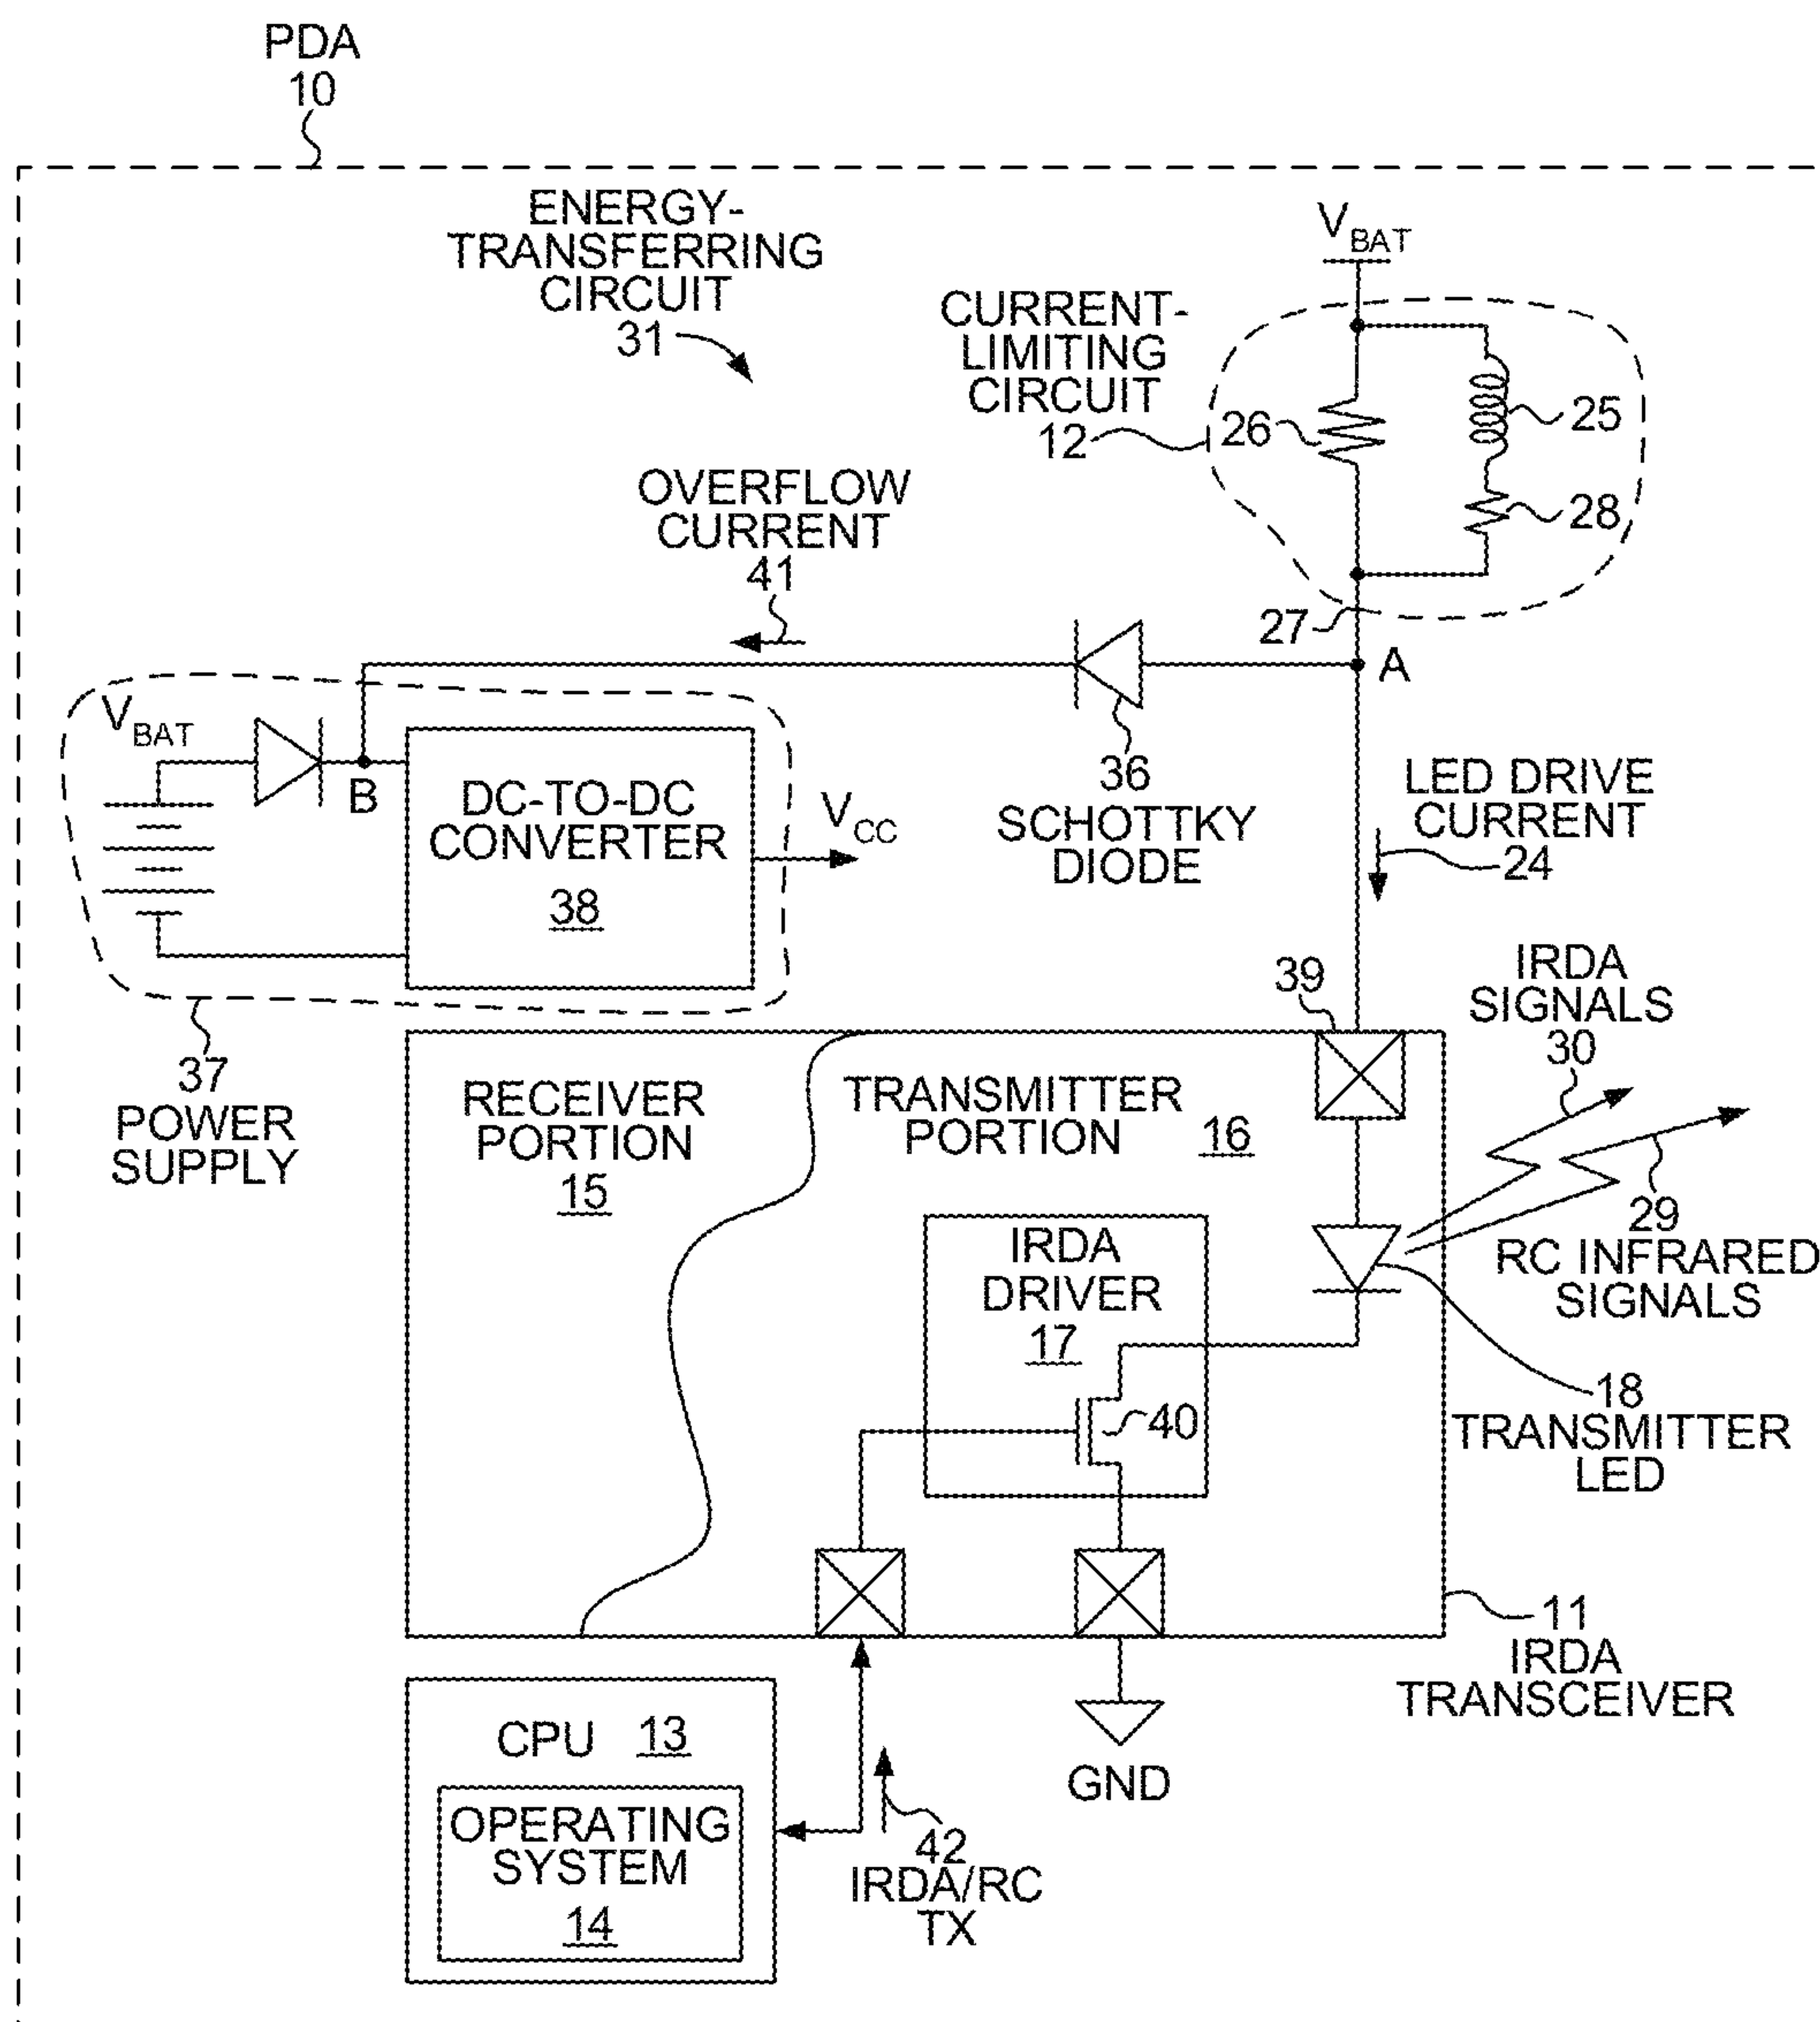 PDA
10
ENERGY-
TRANSFERRING
CIRCUIT
31
VBAT
CURRENT-
LIMITING
CIRCUIT
12
26
25
28
OVERFLOW
CURRENT
41
27
A
VBAT
B
DC-TO-DC
CONVERTER
38
VCC
36
SCHOTTKY
DIODE
LED DRIVE
CURRENT
24
37
POWER
SUPPLY
39
IRDA
SIGNALS
30
RECEIVER
PORTION
15
TRANSMITTER
PORTION
16
29
RC INFRARED
SIGNALS
IRDA
DRIVER
17
40
18
TRANSMITTER
LED
11
IRDA
TRANSCEIVER
CPU 13
OPERATING
SYSTEM
14
42
IRDA/RC
TX
GND